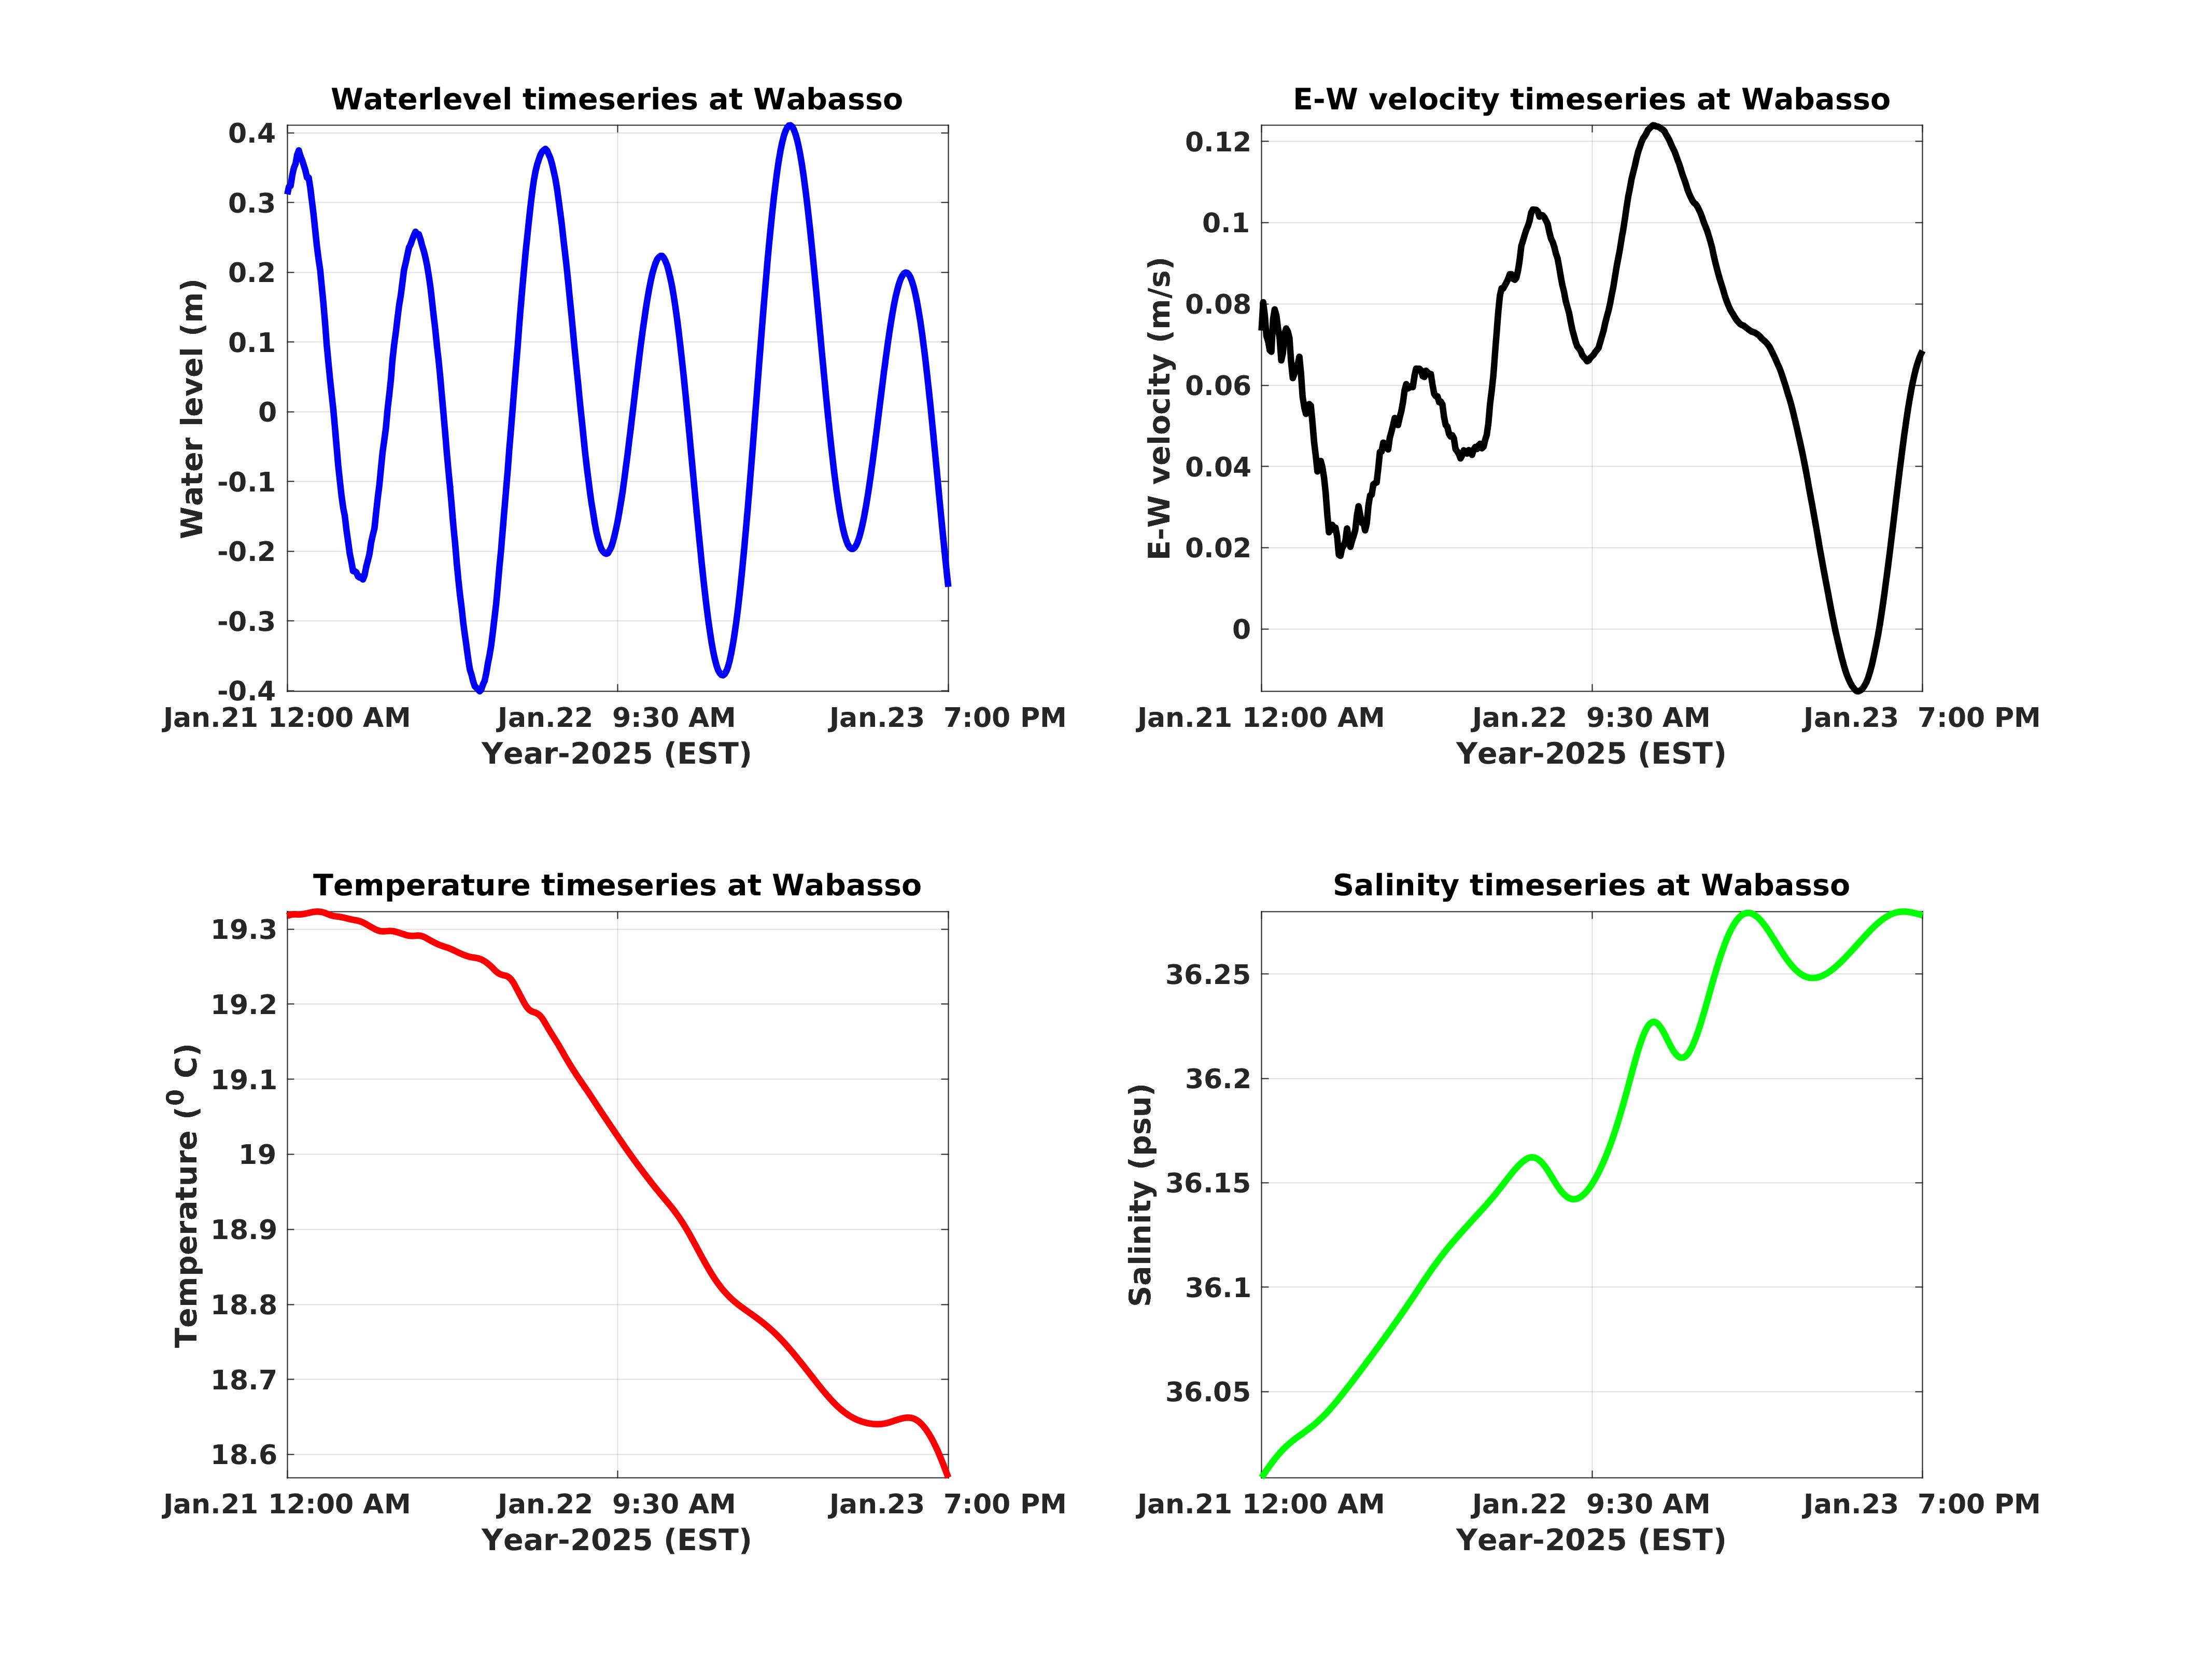 Waterlevel timeseries at Wabasso
0.4
0.3
0.2
0.1
0
-0.1
-0.2
-0.3
-0.4
Water level (m)
Jan.21 12:00 AM
Jan.22  9:30 AM
Jan.23  7:00 PM
Year-2025 (EST)
E-W velocity timeseries at Wabasso
0.12
0.1
0.08
0.06
0.04
0.02
0
E-W velocity (m/s)
Jan.21 12:00 AM
Jan.22  9:30 AM
Jan.23  7:00 PM
Year-2025 (EST)
Temperature timeseries at Wabasso
19.3
19.2
19.1
19
18.9
18.8
18.7
18.6
Temperature (⁰ C)
Jan.21 12:00 AM
Jan.22  9:30 AM
Jan.23  7:00 PM
Year-2025 (EST)
Salinity timeseries at Wabasso
36.25
36.2
36.15
36.1
36.05
Salinity (psu)
Jan.21 12:00 AM
Jan.22  9:30 AM
Jan.23  7:00 PM
Year-2025 (EST)